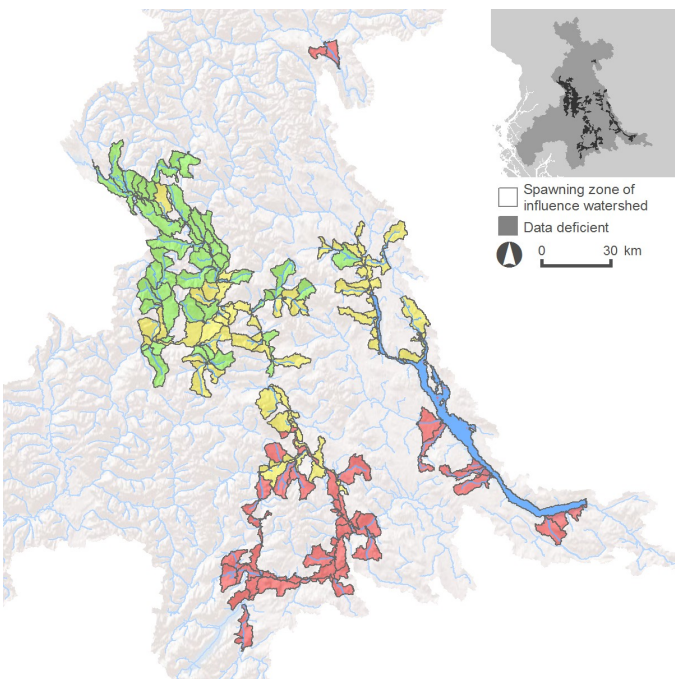 Spawning zone of
influence watershed
Data deficient
0 30 km